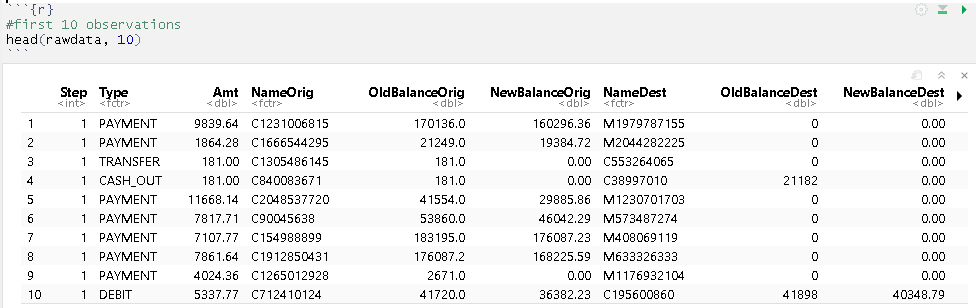 ```{r}
#first 10 observations
head(rawdata, 10)
```
Step Type Amt NameOrig OldBalanceOrig NewBalanceOrig NameDest OldBalanceDest NewBalanceDest
<int> <fctr> <dbl> <fctr> <dbl> <dbl> <fctr> <dbl> <dbl>
1 1 PAYMENT 9839.64 C1231006815 170136.0 160296.36 M1979787155 0 0.00
2 1 PAYMENT 1864.28 C1666544295 21249.0 19384.72 M2044282225 0 0.00
3 1 TRANSFER 181.00 C1305486145 181.0 0.00 C553264065 0 0.00
4 1 CASH_OUT 181.00 C840083671 181.0 0.00 C38997010 21182 0.00
5 1 PAYMENT 11668.14 C2048537720 41554.0 29885.86 M1230701703 0 0.00
6 1 PAYMENT 7817.71 C90045638 53860.0 46042.29 M573487274 0 0.00
7 1 PAYMENT 7107.77 C154988899 183195.0 176087.23 M408069119 0 0.00
8 1 PAYMENT 7861.64 C1912850431 176087.2 168225.59 M633326333 0 0.00
9 1 PAYMENT 4024.36 C1265012928 2671.0 0.00 M1176932104 0 0.00
10 1 DEBIT 5337.77 C712410124 41720.0 36382.23 C195600860 41898 40348.79